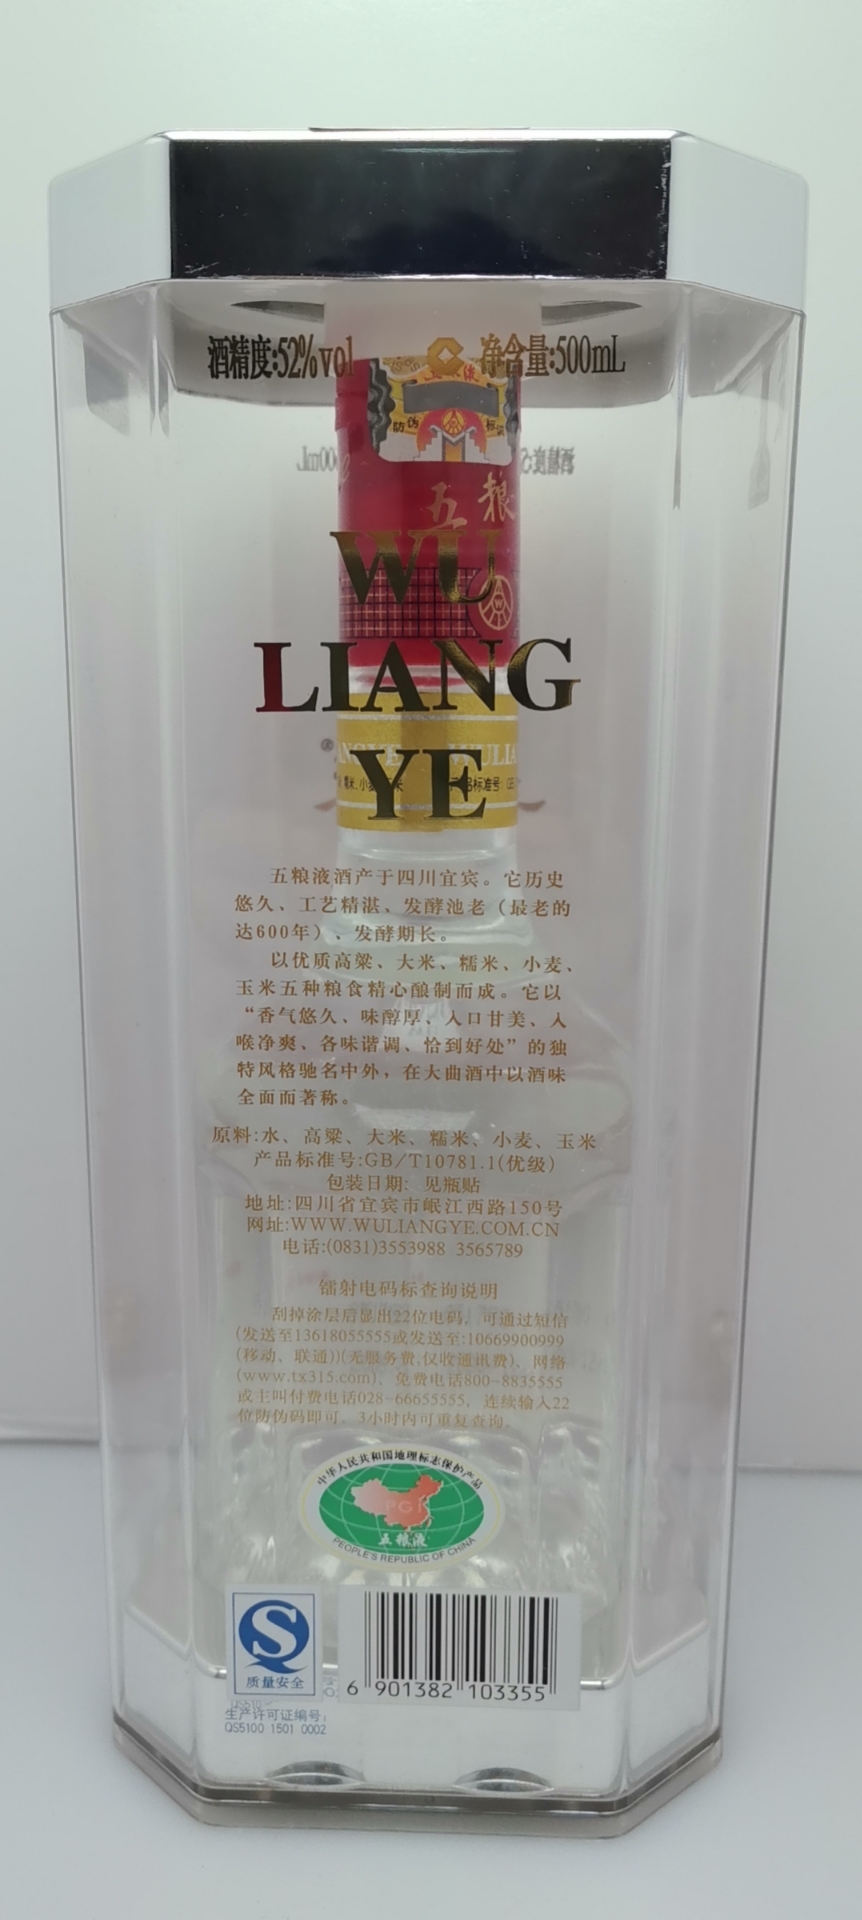 酒精度:52%vol 净含量:500mL
防伪 标识
五粮
WU
LIANG
YE
五粮液酒产于四川宜宾。它历史
悠久、工艺精湛、发酵池老（最老的
达600年）、发酵期长。
以优质高粱、大米、糯米、小麦、
玉米五种粮食精心酿制而成。它以
“香气悠久、味醇厚、入口甘美、入
喉净爽、各味谐调、恰到好处”的独
特风格驰名中外，在大曲酒中以酒味
全面而著称。
原料:水、高粱、大米、糯米、小麦、玉米
产品标准号:GB/T10781.1(优级)
包装日期: 见瓶贴
地址:四川省宜宾市岷江西路150号
网址:WWW.WULIANGYE.COM.CN
电话:(0831)3553988 3565789
镭射电码标查询说明
刮掉涂层后显出22位电码，可通过短信
(发送至13618055555或发送至:10669900999
(移动、联通))(无服务费,仅收通讯费)、网络
(www.tx315.com)、免费电话800-8835555
或主叫付费电话028-66655555，连续输入22
位防伪码即可。3小时内可重复查询。
中华人民共和国地理标志保护产品
PGI
五粮液
PEOPLE'S REPUBLIC OF CHINA
质量安全
6 901382 103355
生产许可证编号:
QS5100 1501 0002